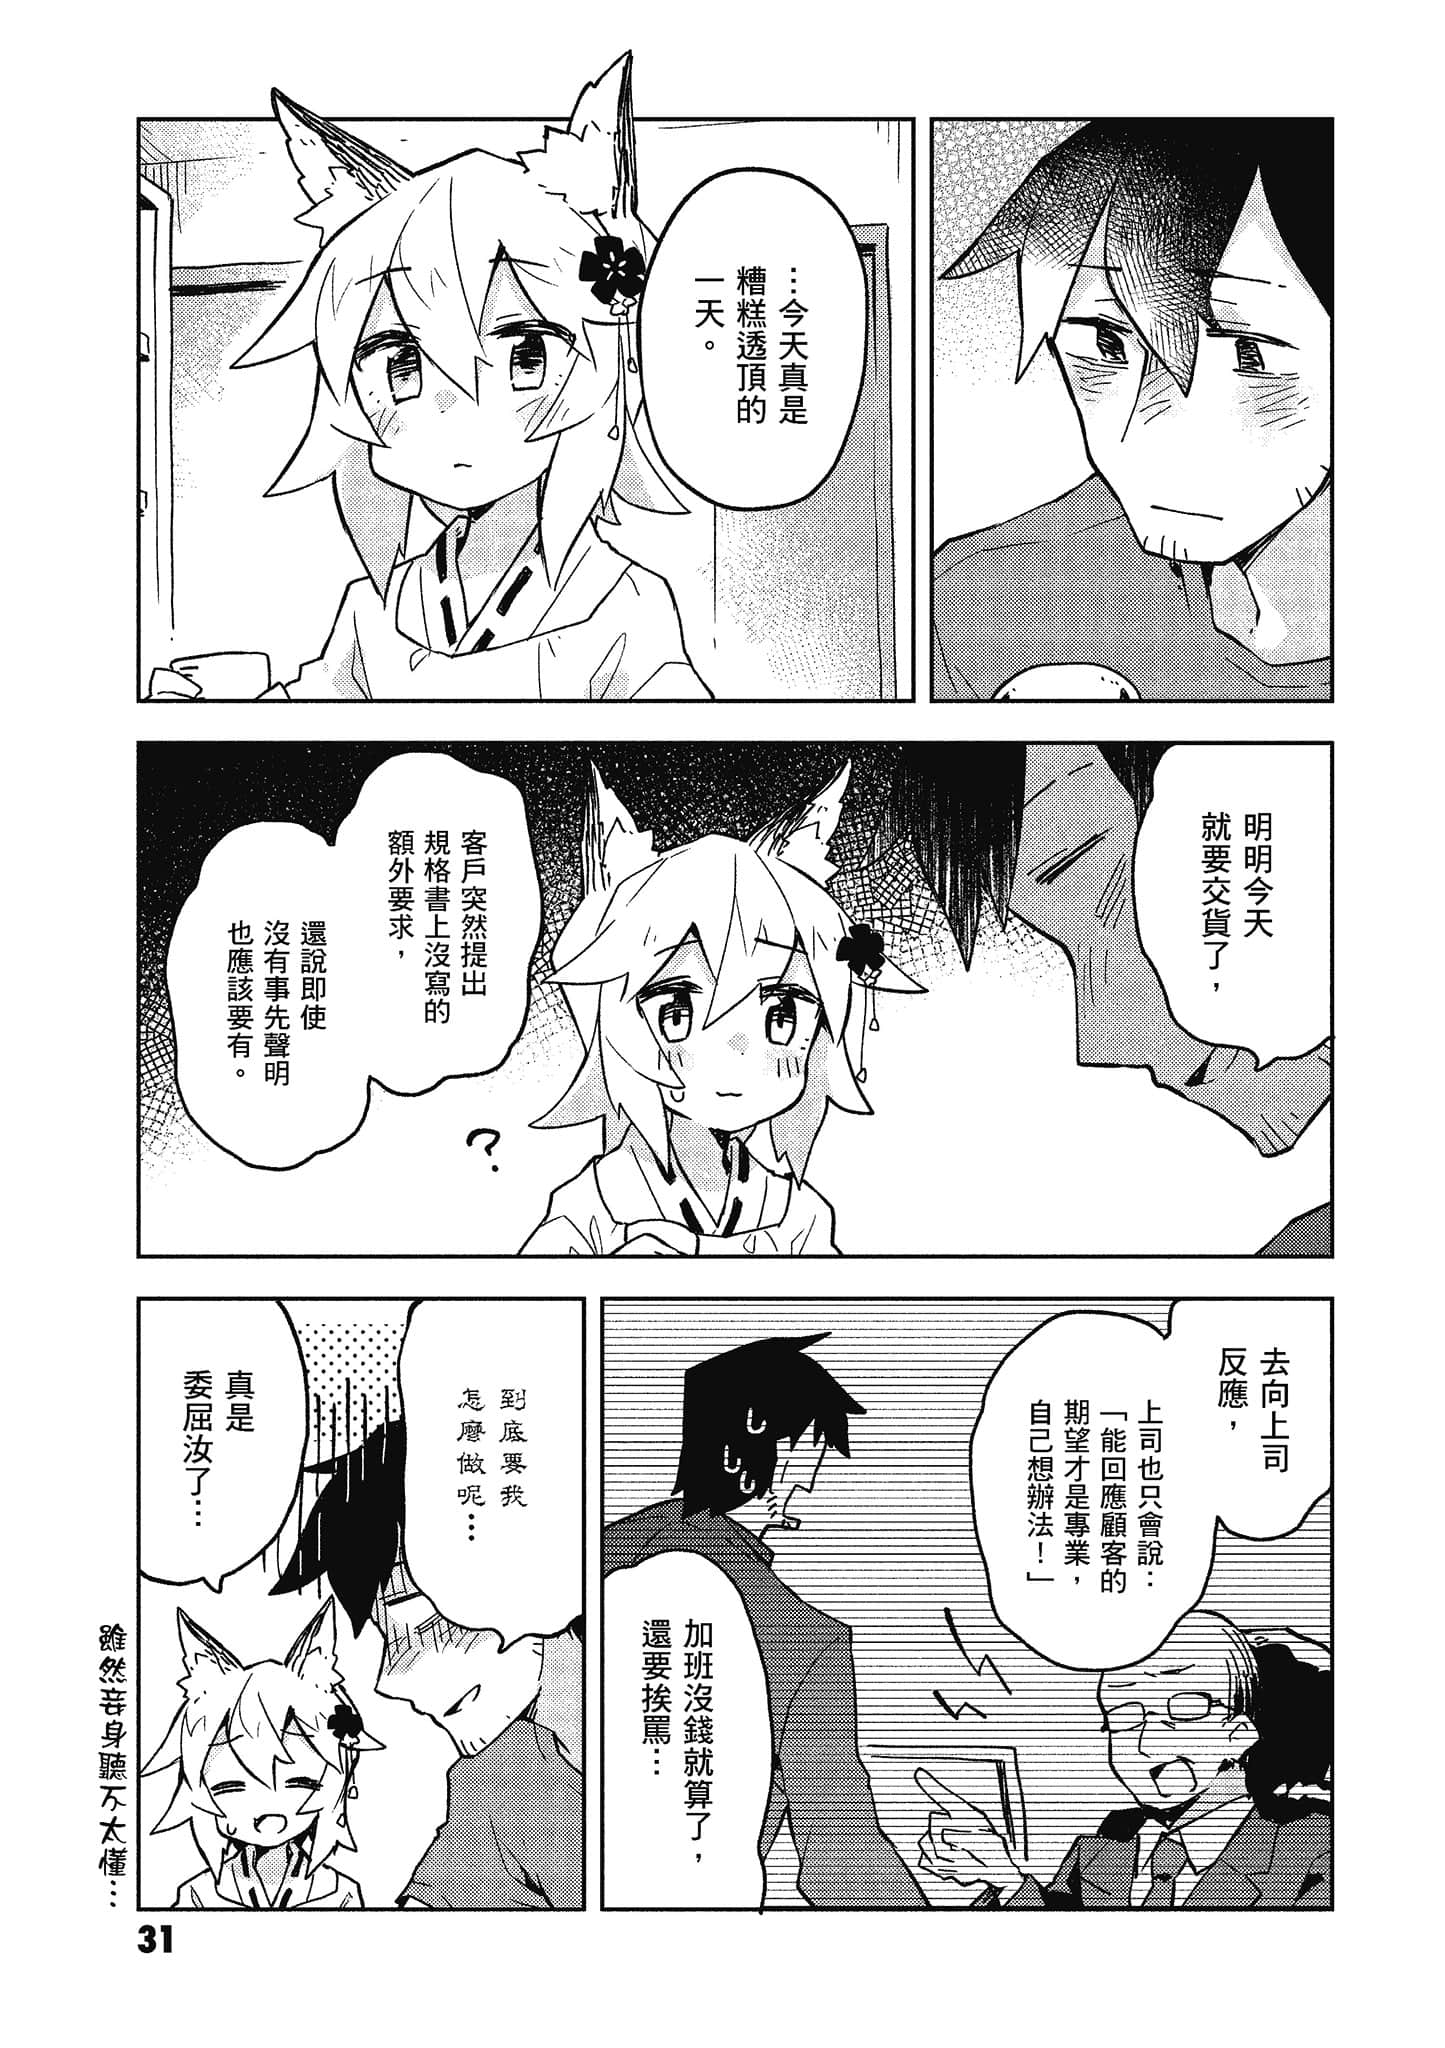 …今天真是
糟糕透頂的
一天。
明明今天
就要交貨了，
客戶突然提出
規格書上沒寫的
額外要求，
還說即使
沒有事先聲明
也應該要有。
去向上司
反應，
上司也只會說…
「能回應顧客的
期望才是專業，
自己想辦法！」
加班沒錢就算了，
還要挨罵…
到底要我
怎麼做呢…
真是
委屈汝了…
雖然妾身聽不太懂…
31